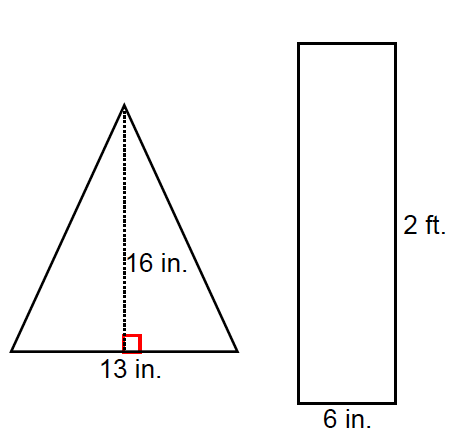 16 in.
13 in.
2 ft.
6 in.